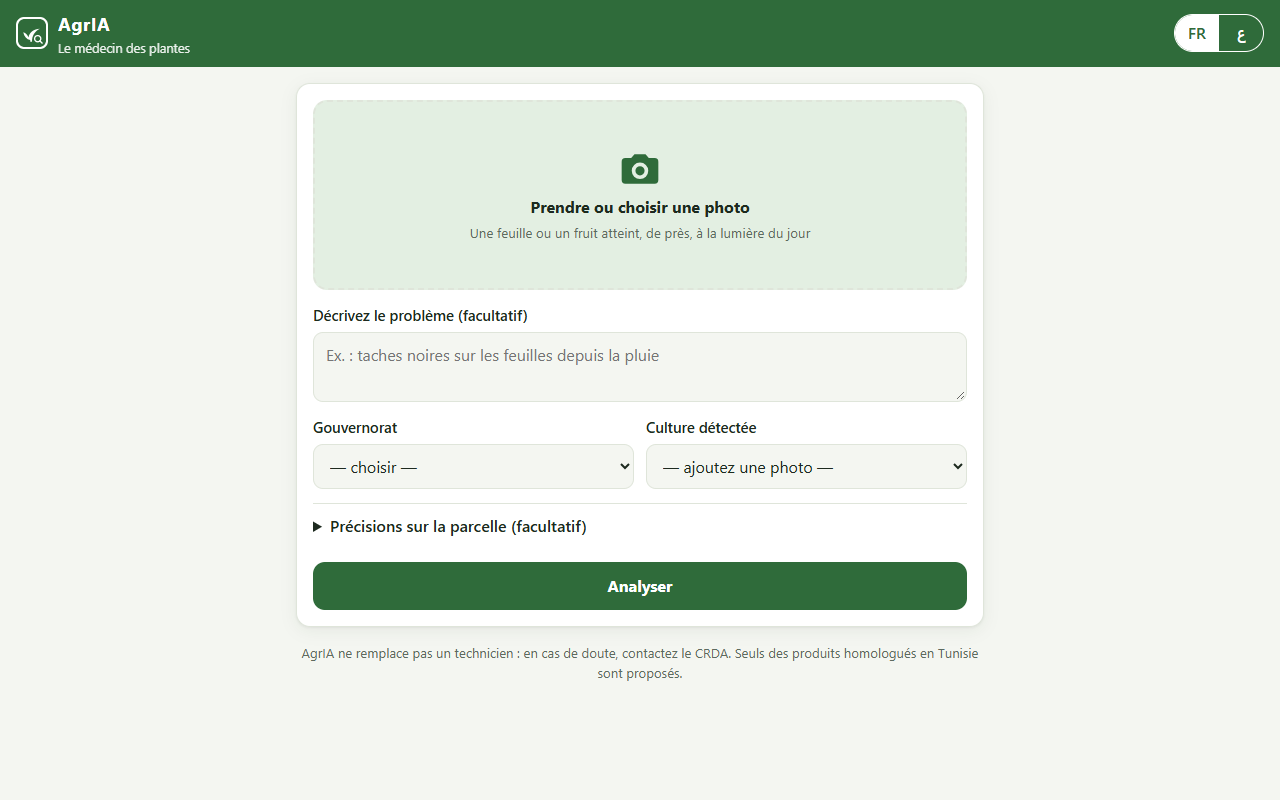 AgrIA
Le médecin des plantes
FR
ع
Prendre ou choisir une photo
Une feuille ou un fruit atteint, de près, à la lumière du jour
Décrivez le problème (facultatif)
Ex. : taches noires sur les feuilles depuis la pluie
Gouvernorat
Culture détectée
— choisir —
— ajoutez une photo —
Précisions sur la parcelle (facultatif)
Analyser
AgrIA ne remplace pas un technicien : en cas de doute, contactez le CRDA. Seuls des produits homologués en Tunisie
sont proposés.